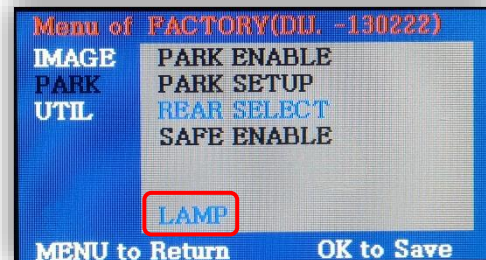 Menu of FACTORY(DIJ. -130222)
IMAGE PARK ENABLE
PARK PARK SETUP
UTIL REAR SELECT
SAFE ENABLE
LAMP
MENU to Return OK to Save